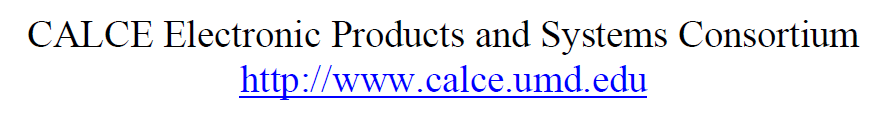 CALCE Electronic Products and Systems Consortium
http://www.calce.umd.edu